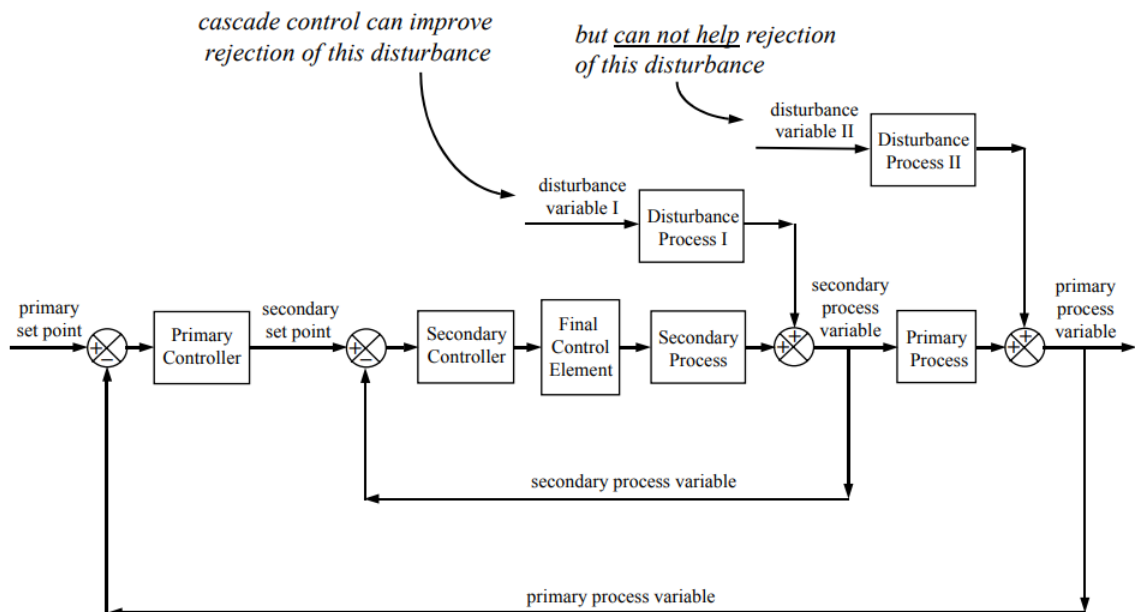 cascade control can improve
rejection of this disturbance
but can not help rejection
of this disturbance
disturbance
variable II
Disturbance
Process II
disturbance
variable I
Disturbance
Process I
primary
set point
+
−
Primary
Controller
secondary
set point
+
−
Secondary
Controller
Final
Control
Element
Secondary
Process
+
+
secondary
process
variable
Primary
Process
+
+
primary
process
variable
secondary process variable
primary process variable